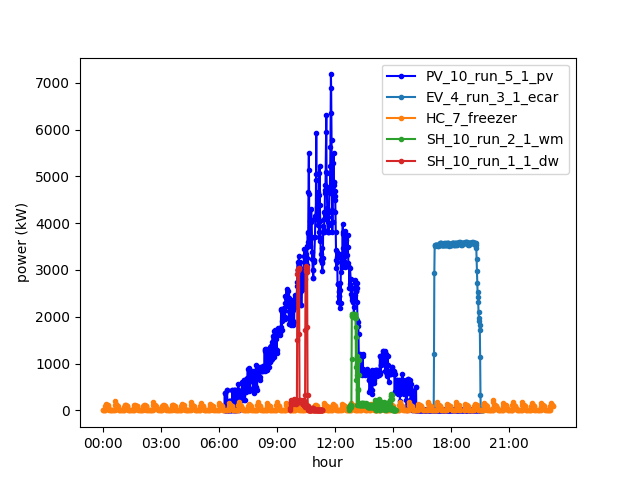 7000
6000
5000
4000
3000
2000
1000
0
power (kW)
PV_10_run_5_1_pv
EV_4_run_3_1_ecar
HC_7_freezer
SH_10_run_2_1_wm
SH_10_run_1_1_dw
00:00 03:00 06:00 09:00 12:00 15:00 18:00 21:00
hour